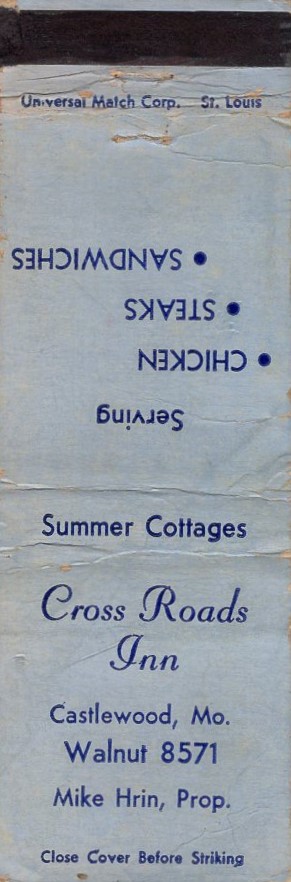 Universal Match Corp. St. Louis
Serving
• CHICKEN
• STEAKS
• SANDWICHES
Summer Cottages
Cross Roads
Inn
Castlewood, Mo.
Walnut 8571
Mike Hrin, Prop.
Close Cover Before Striking